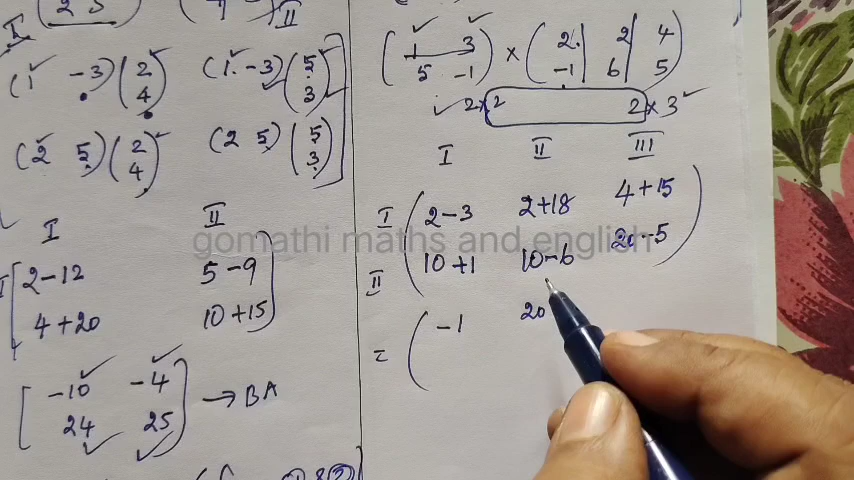 I (2 5) II
(1 -3) (2 4) (1 -3) (5 3)
(2 5) (2 4) (2 5) (5 3)
I II
I [2-12 5-9
4+20 10+15]
[-10 -4
24 25] → BA
(1 3
5 -1) × (2 | 2 | 4
-1 | 6 | 5)
2×2 2×3
I II III
I (2-3 2+18 4+15
II 10+1 10-6 20-5)
= (-1 20
gomathi maths and english